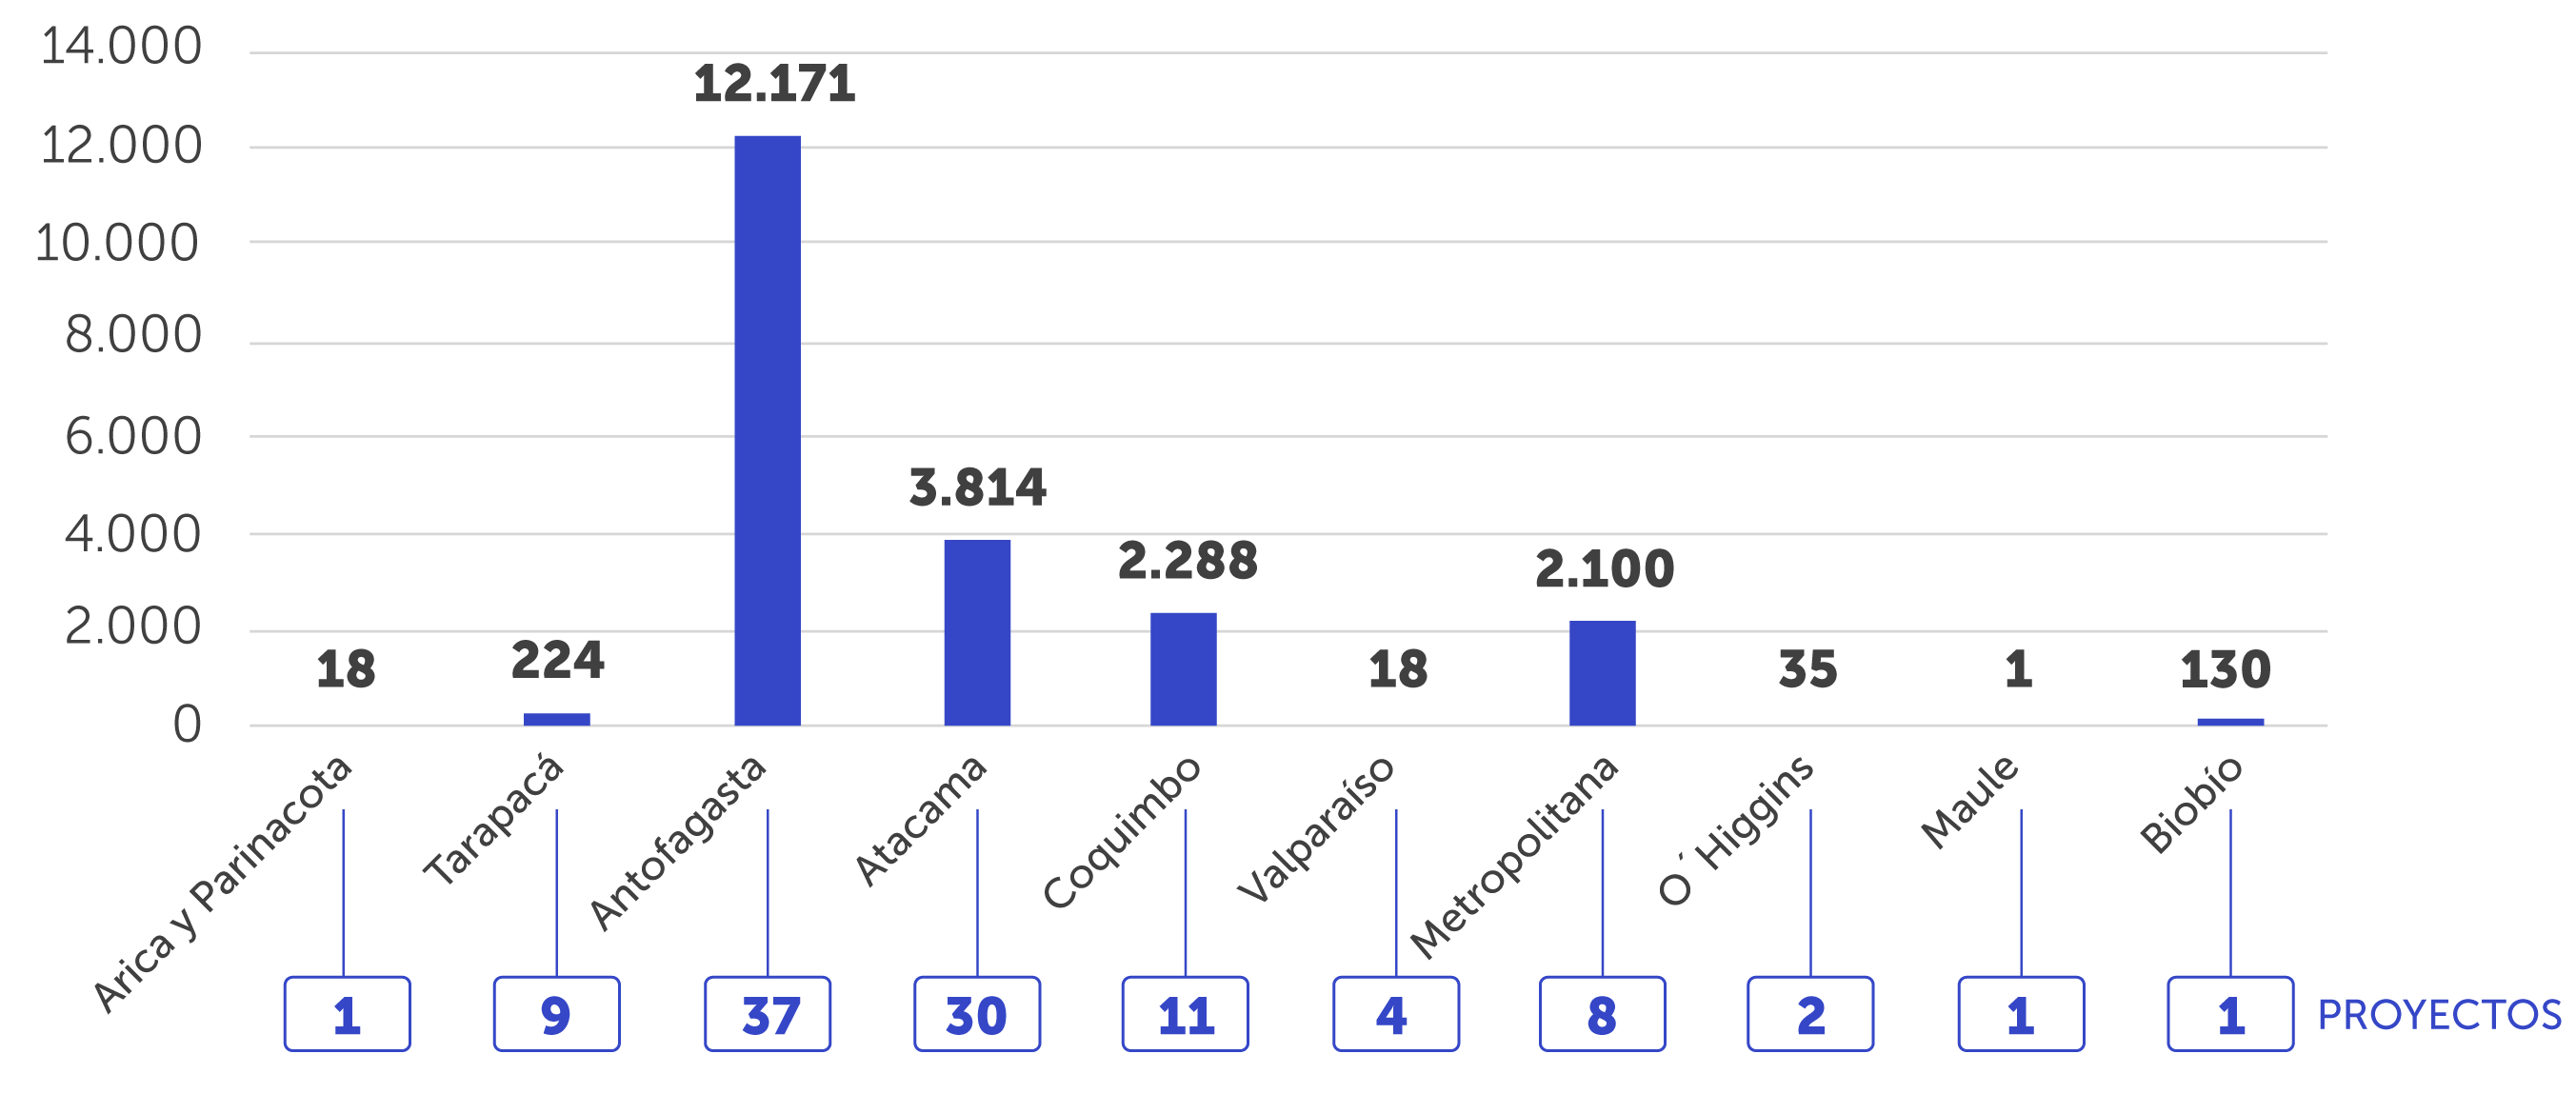 14.000
12.000
10.000
8.000
6.000
4.000
2.000
0
18
224
12.171
3.814
2.288
18
2.100
35
1
130
Arica y Parinacota
Tarapacá
Antofagasta
Atacama
Coquimbo
Valparaíso
Metropolitana
O´Higgins
Maule
Biobío
1 9 37 30 11 4 8 2 1 1 PROYECTOS